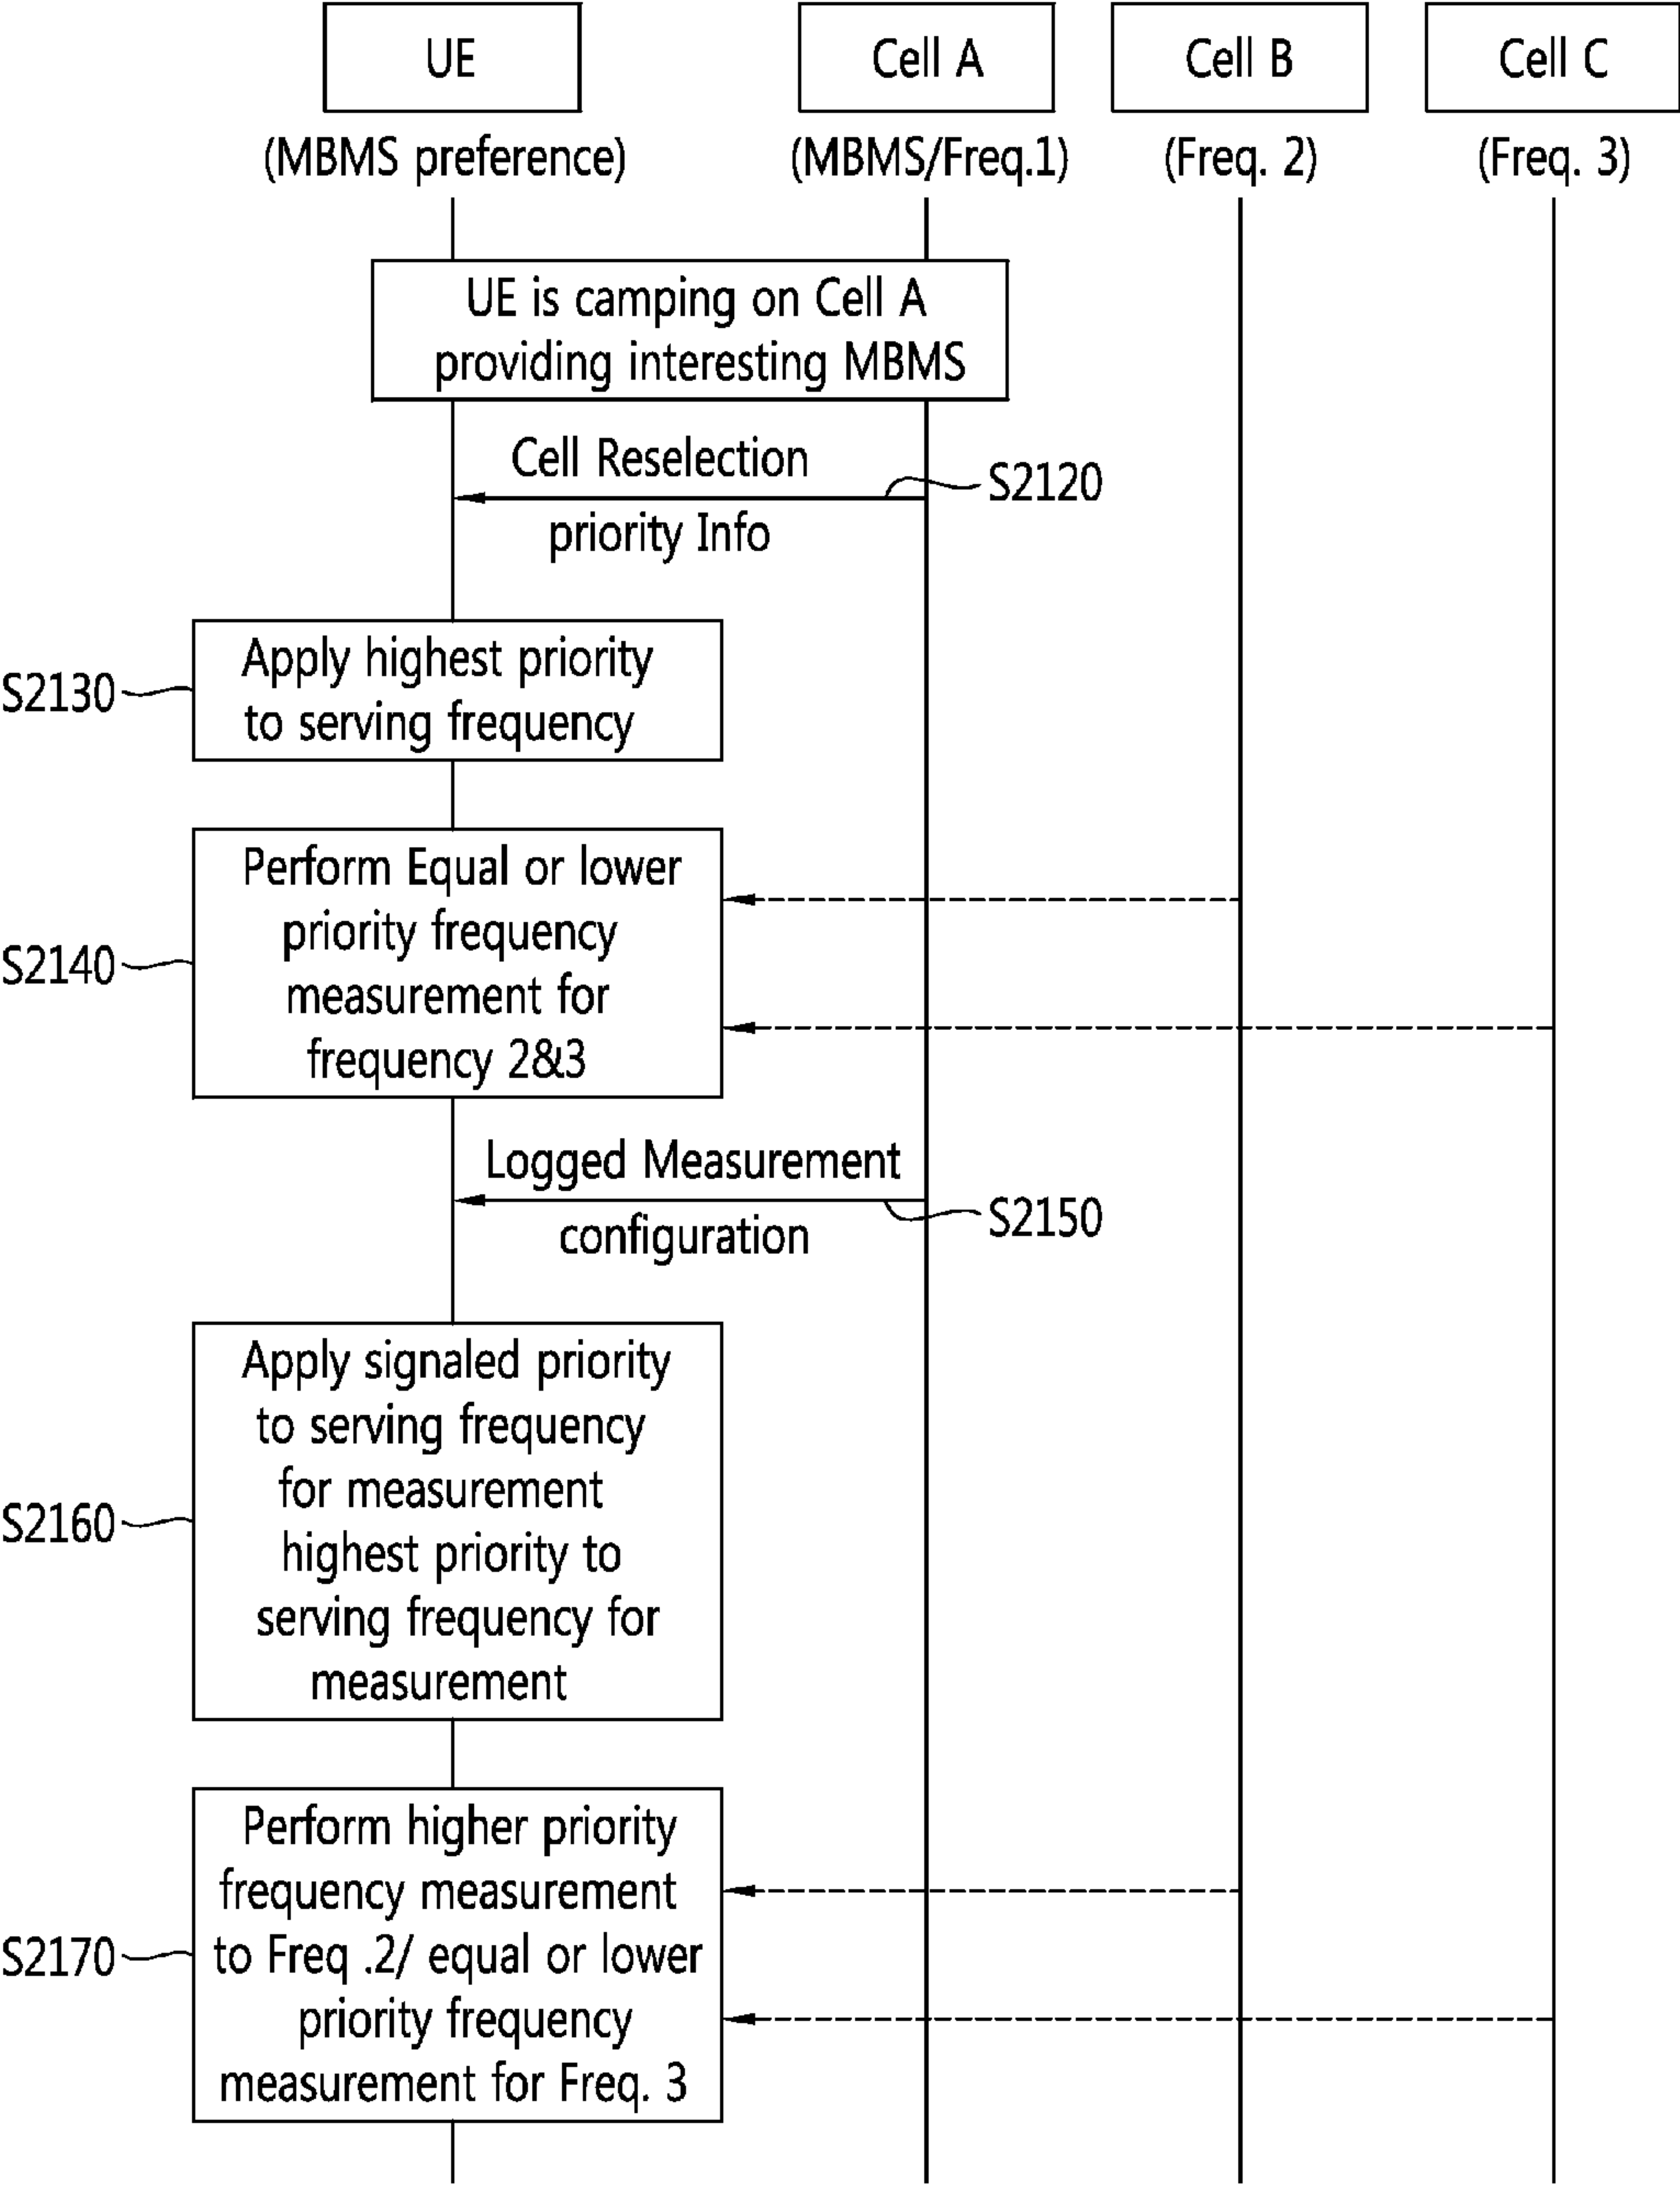 UE
Cell A
Cell B
Cell C
(MBMS preference)
(MBMS/Freq.1)
(Freq. 2)
(Freq. 3)
UE is camping on Cell A
providing interesting MBMS
Cell Reselection
S2120
priority Info
S2130
Apply highest priority
to serving frequency
S2140
Perform Equal or lower
priority frequency
measurement for
frequency 2&3
Logged Measurement
S2150
configuration
S2160
Apply signaled priority
to serving frequency
for measurement
highest priority to
serving frequency for
measurement
S2170
Perform higher priority
frequency measurement
to Freq .2/ equal or lower
priority frequency
measurement for Freq. 3